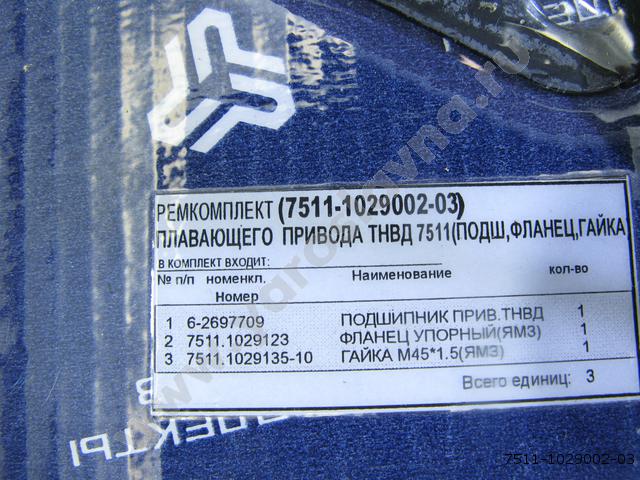 РЕМКОМПЛЕКТ (7511-1029002-03)
ПЛАВАЮЩЕГО ПРИВОДА ТНВД 7511(ПОДШ,ФЛАНЕЦ,ГАЙКА)
В КОМПЛЕКТ ВХОДИТ:
№ п/п номенкл. Номер Наименование кол-во
1 6-2697709 ПОДШИПНИК ПРИВ.ТНВД 1
2 7511.1029123 ФЛАНЕЦ УПОРНЫЙ(ЯМЗ) 1
3 7511.1029135-10 ГАЙКА М45*1.5(ЯМЗ) 1
Всего единиц: 3
7511-1029002-03